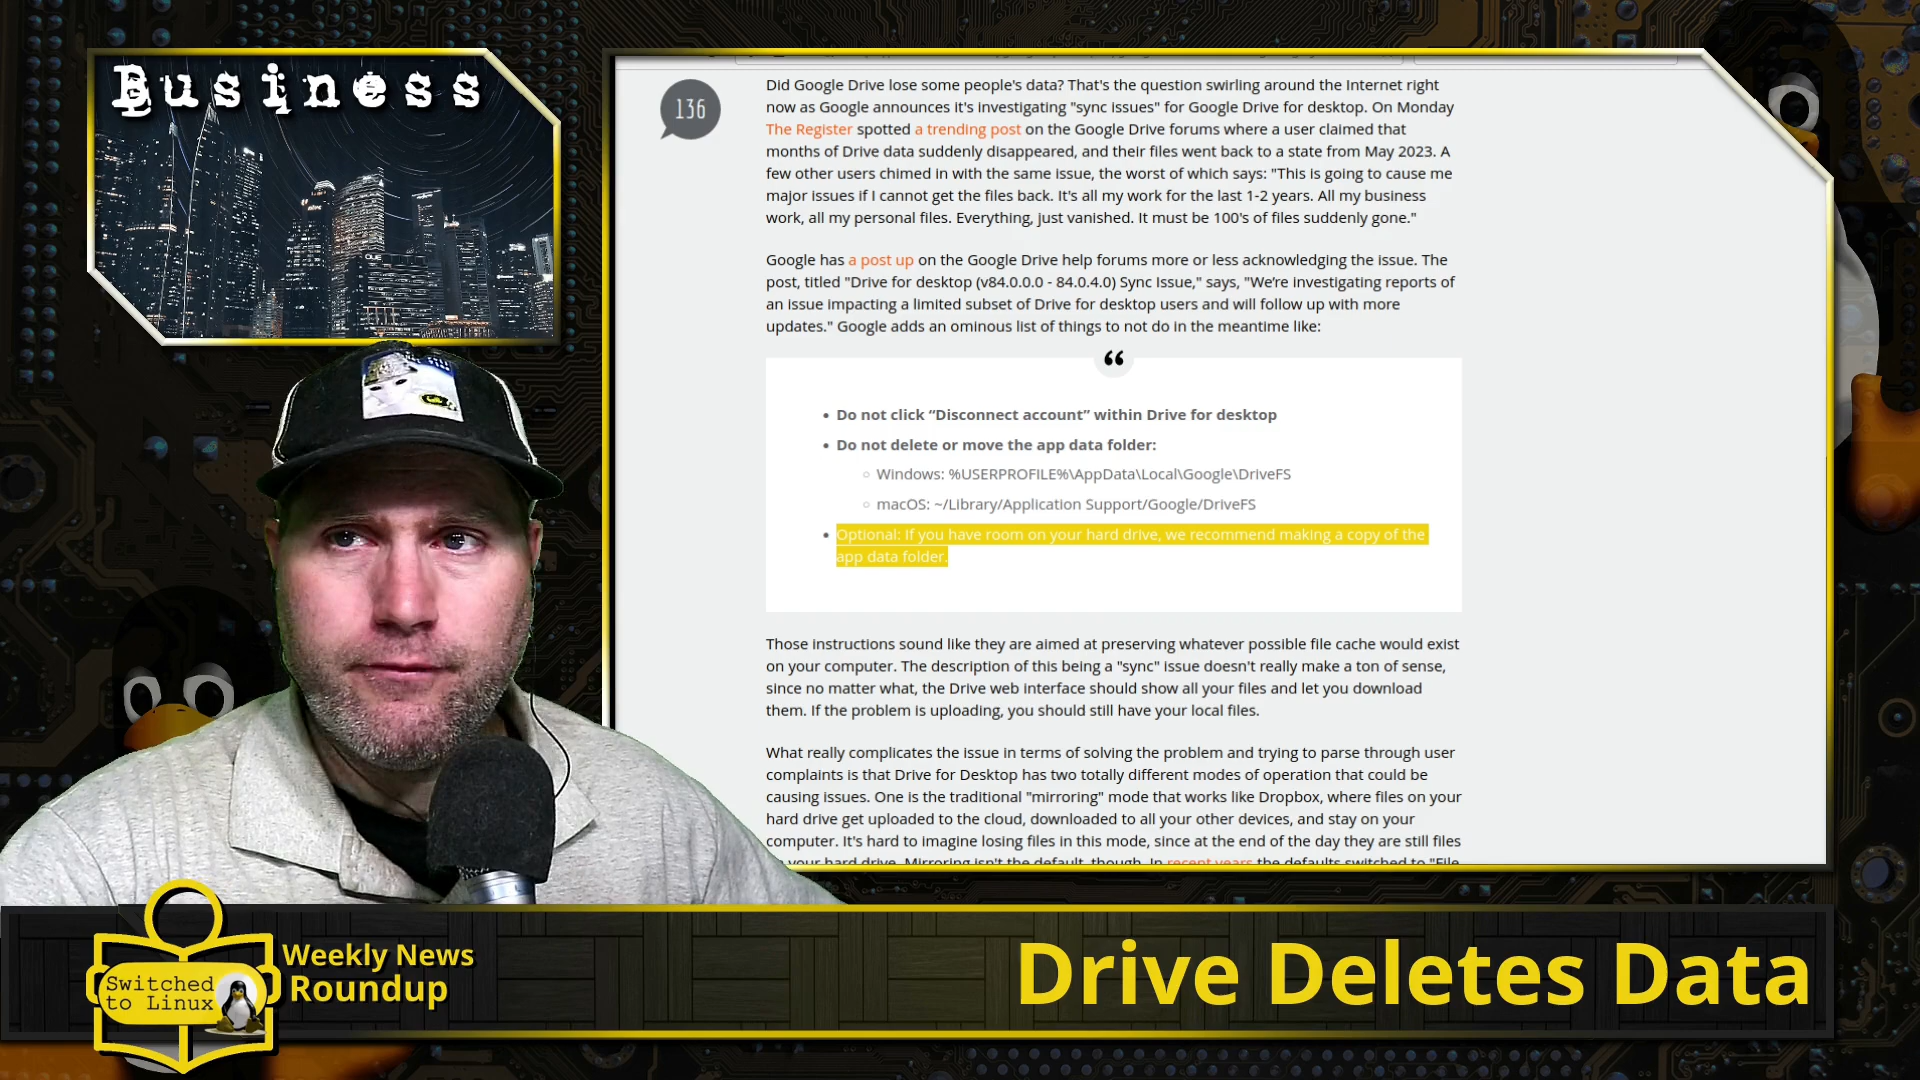 Business
136
Did Google Drive lose some people's data? That's the question swirling around the Internet right
now as Google announces it's investigating "sync issues" for Google Drive for desktop. On Monday
The Register spotted a trending post on the Google Drive forums where a user claimed that
months of Drive data suddenly disappeared, and their files went back to a state from May 2023. A
few other users chimed in with the same issue, the worst of which says: "This is going to cause me
major issues if I cannot get the files back. It's all my work for the last 1-2 years. All my business
work, all my personal files. Everything, just vanished. It must be 100's of files suddenly gone."
Google has a post up on the Google Drive help forums more or less acknowledging the issue. The
post, titled "Drive for desktop (v84.0.0.0 - 84.0.4.0) Sync Issue," says, "We're investigating reports of
an issue impacting a limited subset of Drive for desktop users and will follow up with more
updates." Google adds an ominous list of things to not do in the meantime like:
“
• Do not click “Disconnect account” within Drive for desktop
• Do not delete or move the app data folder:
○ Windows: %USERPROFILE%\AppData\Local\Google\DriveFS
○ macOS: ~/Library/Application Support/Google/DriveFS
• Optional: If you have room on your hard drive, we recommend making a copy of the
app data folder.
Those instructions sound like they are aimed at preserving whatever possible file cache would exist
on your computer. The description of this being a "sync" issue doesn't really make a ton of sense,
since no matter what, the Drive web interface should show all your files and let you download
them. If the problem is uploading, you should still have your local files.
What really complicates the issue in terms of solving the problem and trying to parse through user
complaints is that Drive for Desktop has two totally different modes of operation that could be
causing issues. One is the traditional "mirroring" mode that works like Dropbox, where files on your
hard drive get uploaded to the cloud, downloaded to all your other devices, and stay on your
computer. It's hard to imagine losing files in this mode, since at the end of the day they are still files
your hard drive. Mirroring isn't the default, though. In recent years the defaults switched to "File
Switched
to Linux
Weekly News
Roundup
Drive Deletes Data